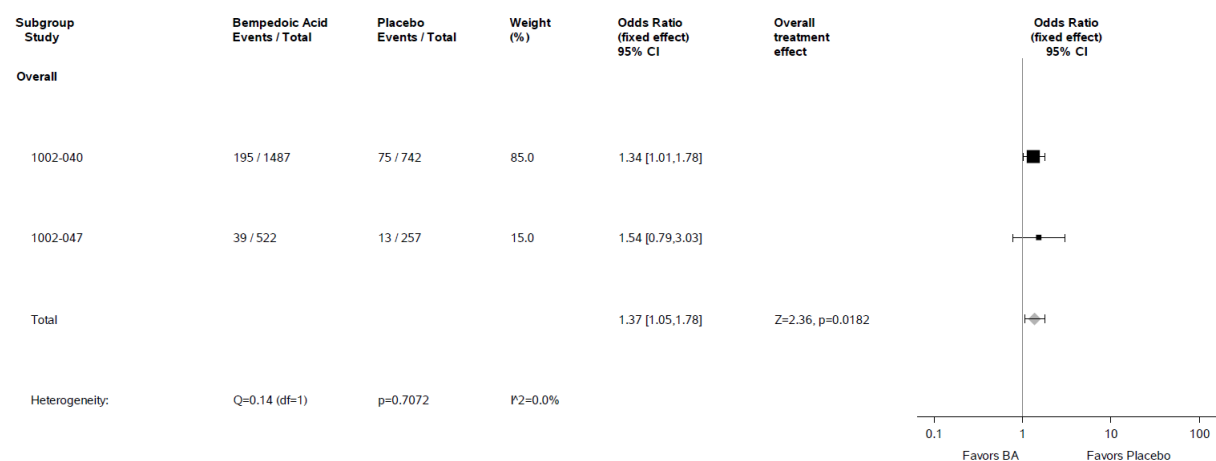 Subgroup Bempedoic Acid Placebo Weight Odds Ratio Overall Odds Ratio
Study Events / Total Events / Total (%) (fixed effect) treatment (fixed effect)
95% CI effect 95% CI
Overall
1002-040 195 / 1487 75 / 742 85.0 1.34 [1.01,1.78]
1002-047 39 / 522 13 / 257 15.0 1.54 [0.79,3.03]
Total 1.37 [1.05,1.78] Z=2.36, p=0.0182
Heterogeneity: Q=0.14 (df=1) p=0.7072 I^2=0.0%
0.1 1 10 100
Favors BA Favors Placebo